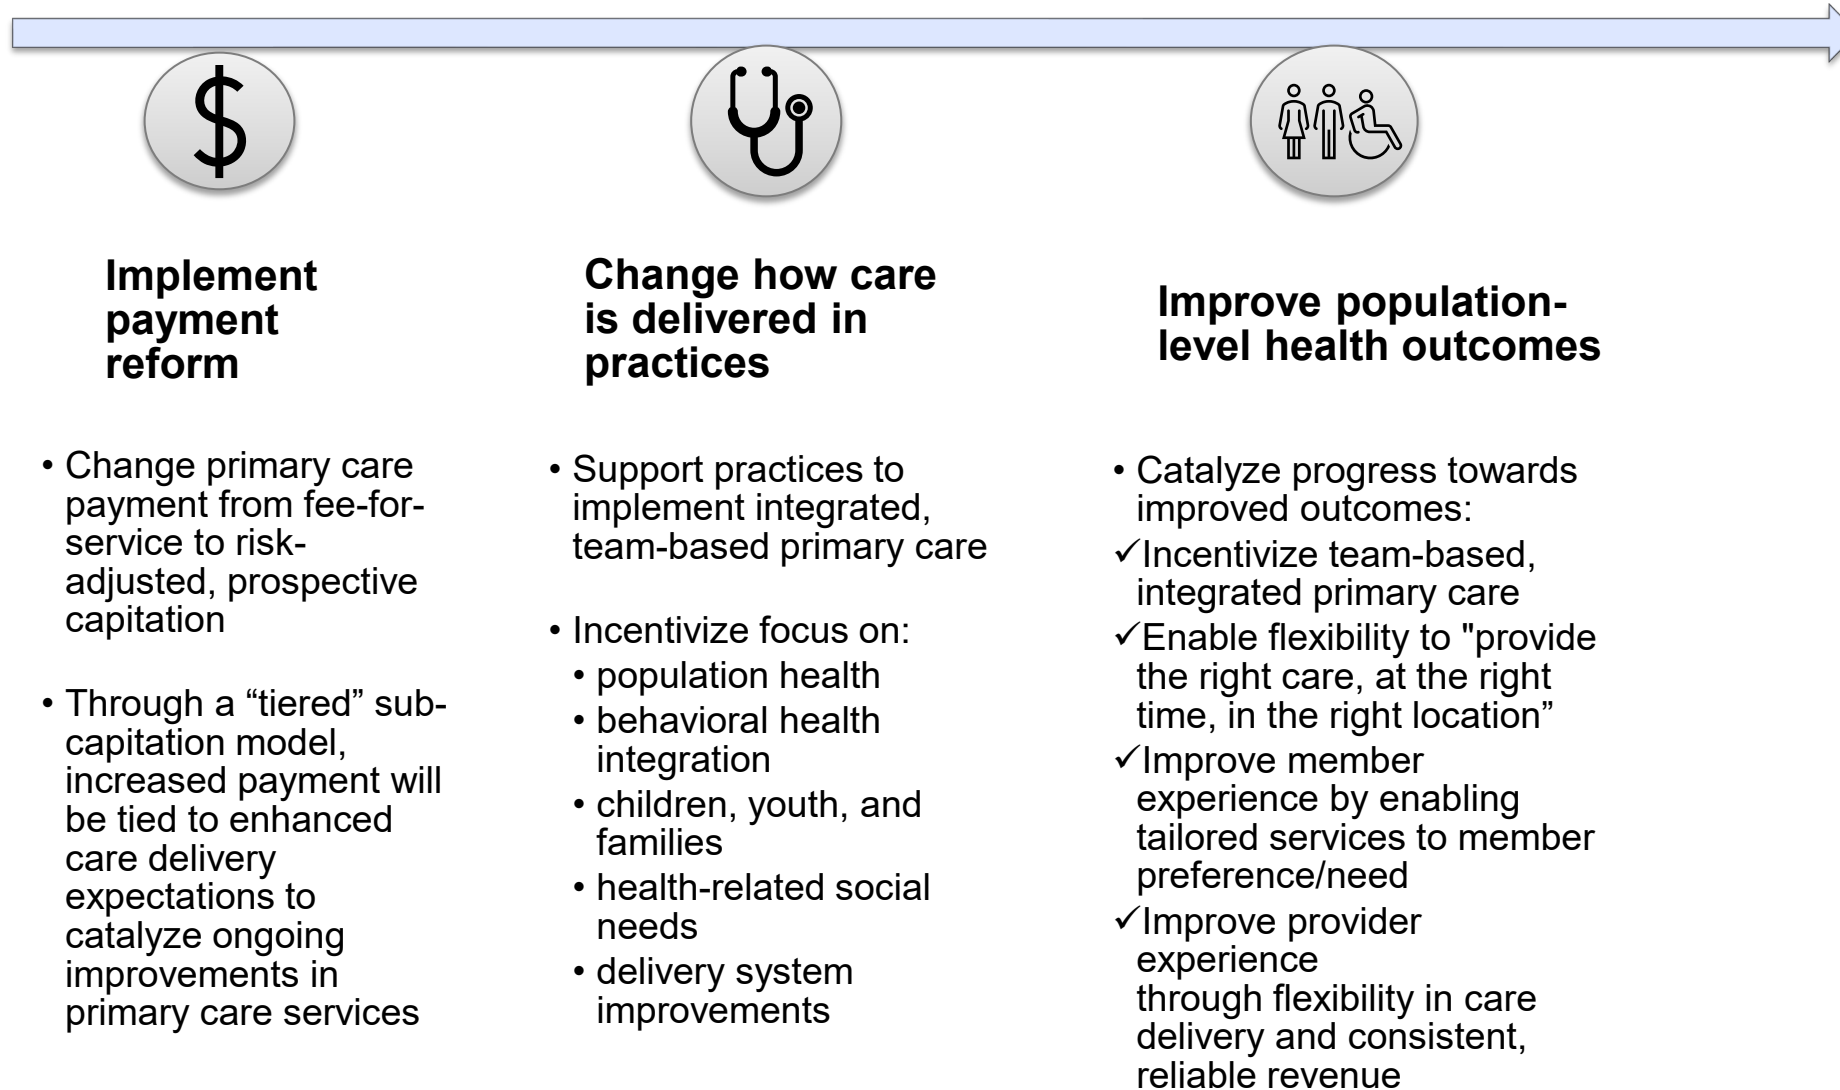 Implement
payment
reform
• Change primary care
payment from fee-for-
service to risk-
adjusted, prospective
capitation
• Through a “tiered” sub-
capitation model,
increased payment will
be tied to enhanced
care delivery
expectations to
catalyze ongoing
improvements in
primary care services
Change how care
is delivered in
practices
• Support practices to
implement integrated,
team-based primary care
• Incentivize focus on:
• population health
• behavioral health
integration
• children, youth, and
families
• health-related social
needs
• delivery system
improvements
Improve population-
level health outcomes
• Catalyze progress towards
improved outcomes:
✓Incentivize team-based,
integrated primary care
✓Enable flexibility to "provide
the right care, at the right
time, in the right location”
✓Improve member
experience by enabling
tailored services to member
preference/need
✓Improve provider
experience
through flexibility in care
delivery and consistent,
reliable revenue